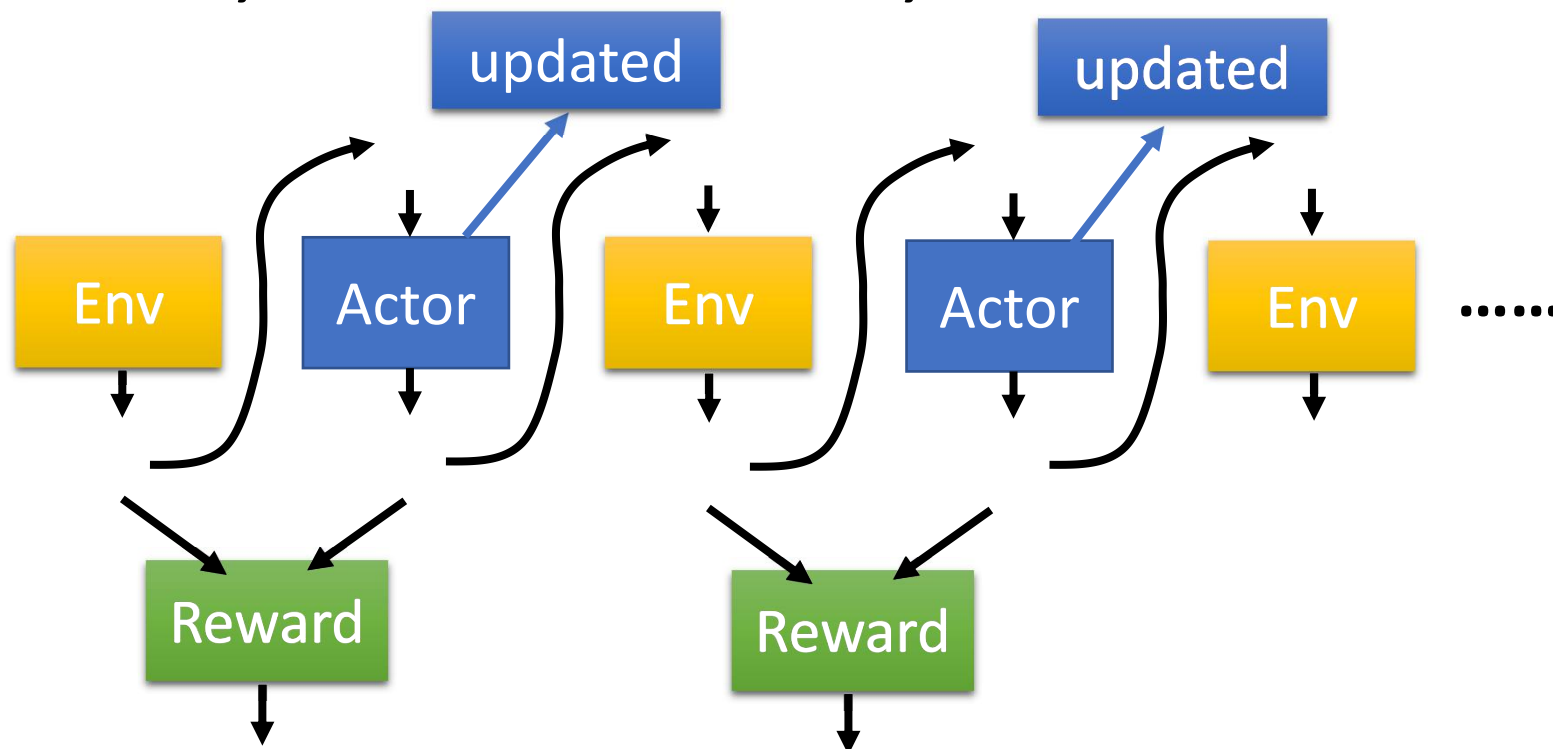 updated
updated
Env
Actor
Env
Actor
Env
......
Reward
Reward